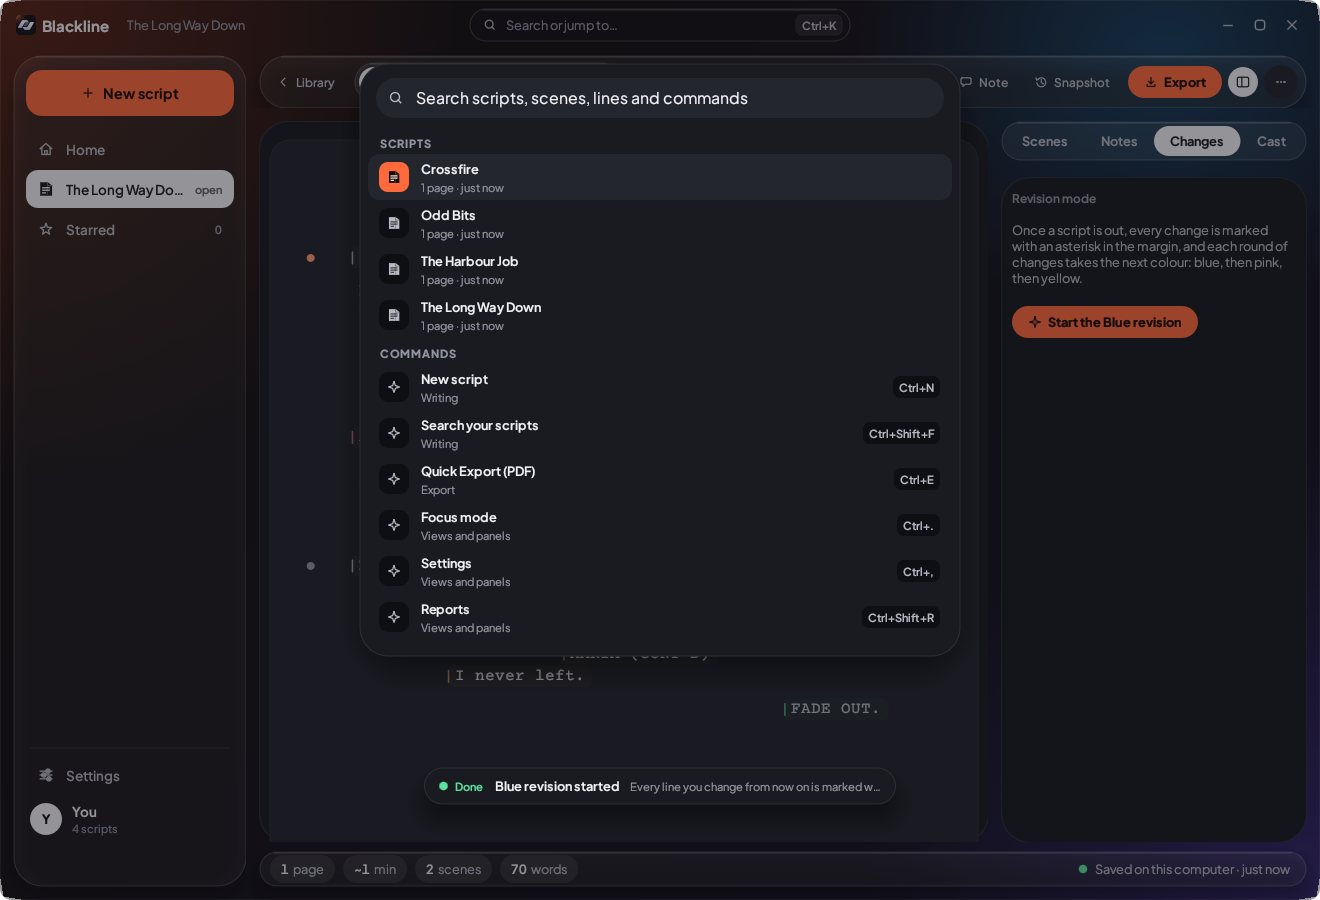 Blackline
The Long Way Down
Search or jump to...
Ctrl+K
New script
Home
The Long Way Do...
open
Starred
0
Library
Note
Snapshot
Export
Search scripts, scenes, lines and commands
SCRIPTS
Crossfire
1 page · just now
Odd Bits
1 page · just now
The Harbour Job
1 page · just now
The Long Way Down
1 page · just now
COMMANDS
New script
Writing
Ctrl+N
Search your scripts
Writing
Ctrl+Shift+F
Quick Export (PDF)
Export
Ctrl+E
Focus mode
Views and panels
Ctrl+.
Settings
Views and panels
Ctrl+,
Reports
Views and panels
Ctrl+Shift+R
I never left.
FADE OUT.
Done
Blue revision started
Every line you change from now on is marked w...
Scenes
Notes
Changes
Cast
Revision mode
Once a script is out, every change is marked
with an asterisk in the margin, and each round of
changes takes the next colour: blue, then pink,
then yellow.
Start the Blue revision
Settings
Y
You
4 scripts
1 page
~1 min
2 scenes
70 words
Saved on this computer · just now